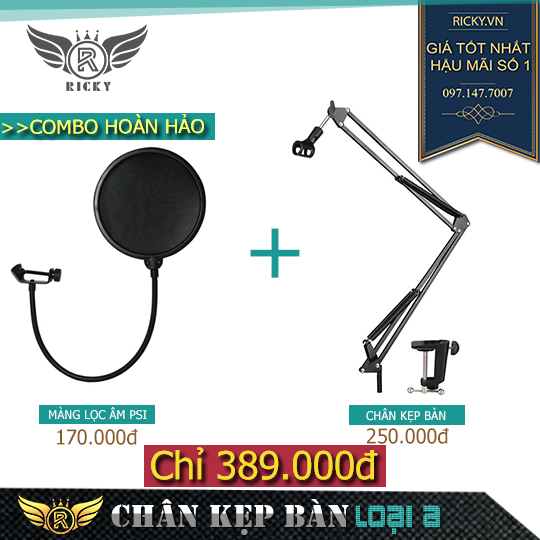 R
RICKY
RICKY.VN
GIÁ TỐT NHẤT
HẬU MÃI SỐ 1
097.147.7007
>>COMBO HOÀN HẢO
MÀNG LỌC ÂM PSI
170.000đ
CHÂN KẸP BÀN
250.000đ
Chỉ 389.000đ
R
CHÂN KẸP BÀN Loại a